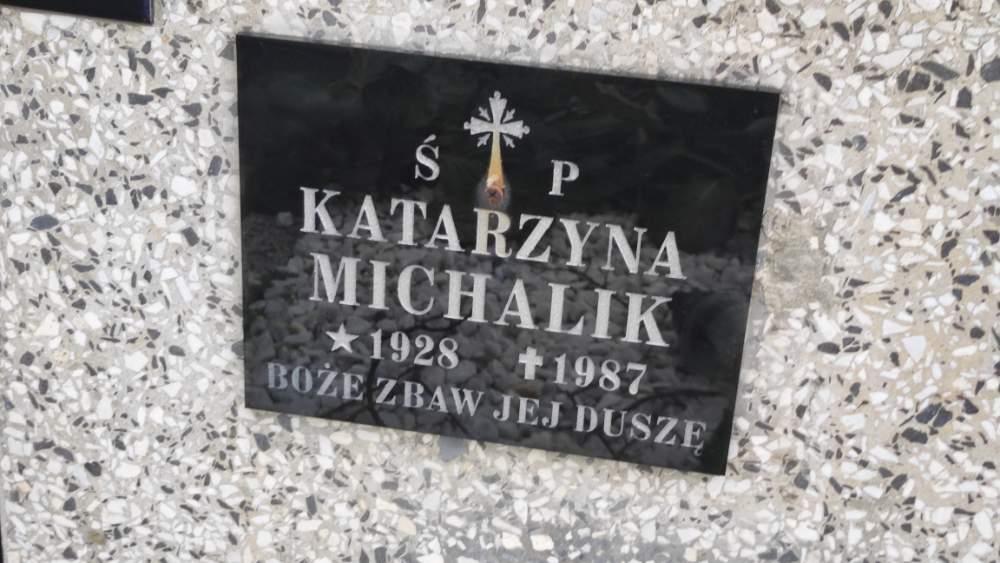 Ś P
KATARZYNA
MICHALIK
★ 1928 ✝ 1987
BOŻE ZBAW JEJ DUSZĘ